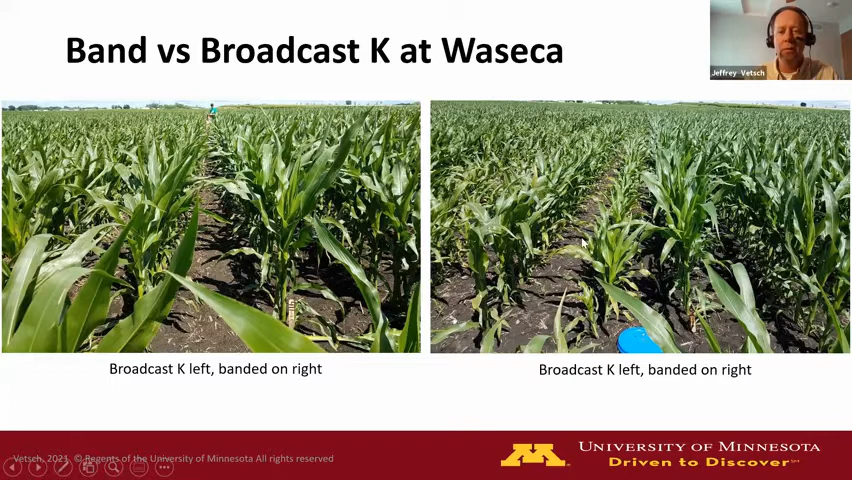 Band vs Broadcast K at Waseca
Jeffrey Vetsch
Broadcast K left, banded on right
Broadcast K left, banded on right
Vetsch, 2021 © Regents of the University of Minnesota All rights reserved
UNIVERSITY OF MINNESOTA
Driven to Discover℠